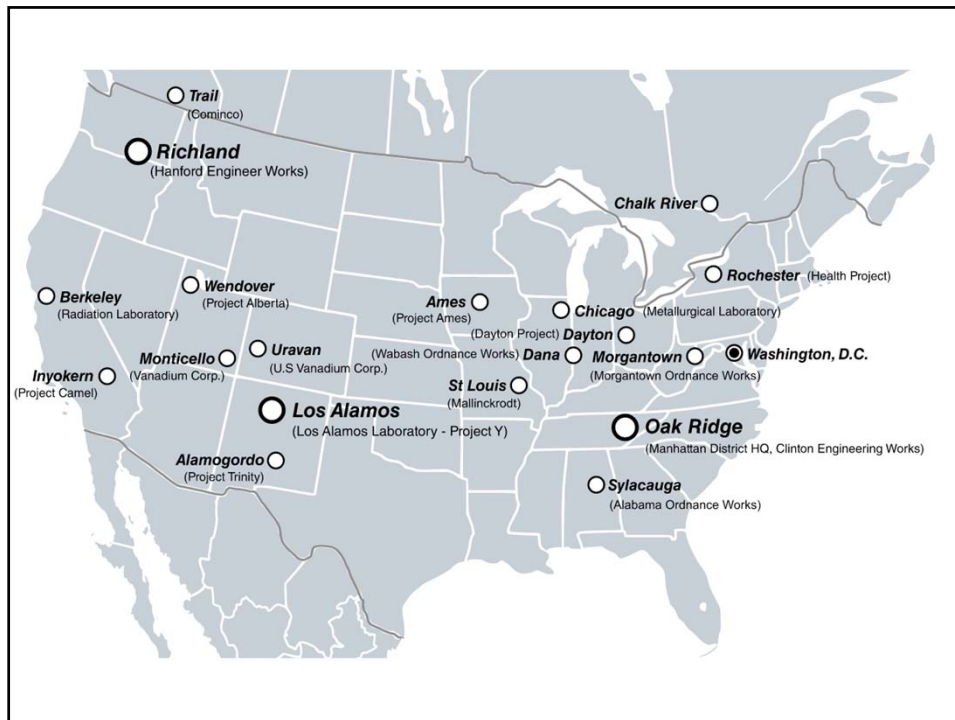 Trail
(Cominco)
Richland
(Hanford Engineer Works)
Chalk River
Rochester (Health Project)
Wendover
(Project Alberta)
Berkeley
(Radiation Laboratory)
Ames
(Project Ames)
Chicago (Metallurgical Laboratory)
(Dayton Project) Dayton
Uravan
(U.S Vanadium Corp.)
Monticello
(Vanadium Corp.)
(Wabash Ordnance Works) Dana
Morgantown
(Morgantown Ordnance Works)
Washington, D.C.
Inyokern
(Project Camel)
St Louis
(Mallinckrodt)
Los Alamos
(Los Alamos Laboratory - Project Y)
Oak Ridge
(Manhattan District HQ, Clinton Engineering Works)
Alamogordo
(Project Trinity)
Sylacauga
(Alabama Ordnance Works)